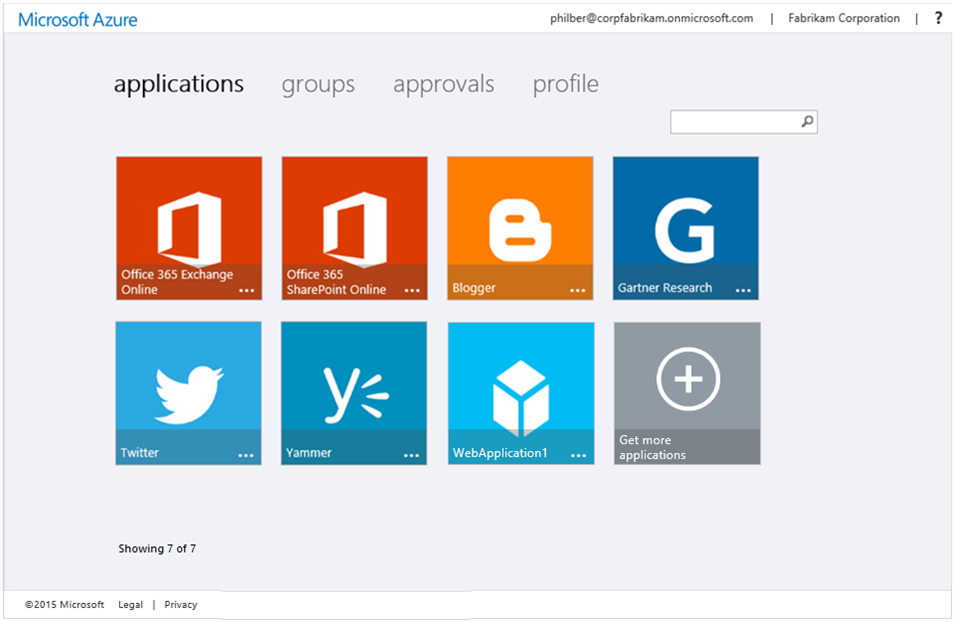 Microsoft Azure
philber@corpfabrikam.onmicrosoft.com | Fabrikam Corporation | ?
applications groups approvals profile
Office 365 Exchange
Online ...
Office 365
SharePoint Online ...
Blogger ...
G
Gartner Research ...
Twitter ...
Yammer ...
WebApplication1 ...
Get more
applications
Showing 7 of 7
©2015 Microsoft Legal | Privacy